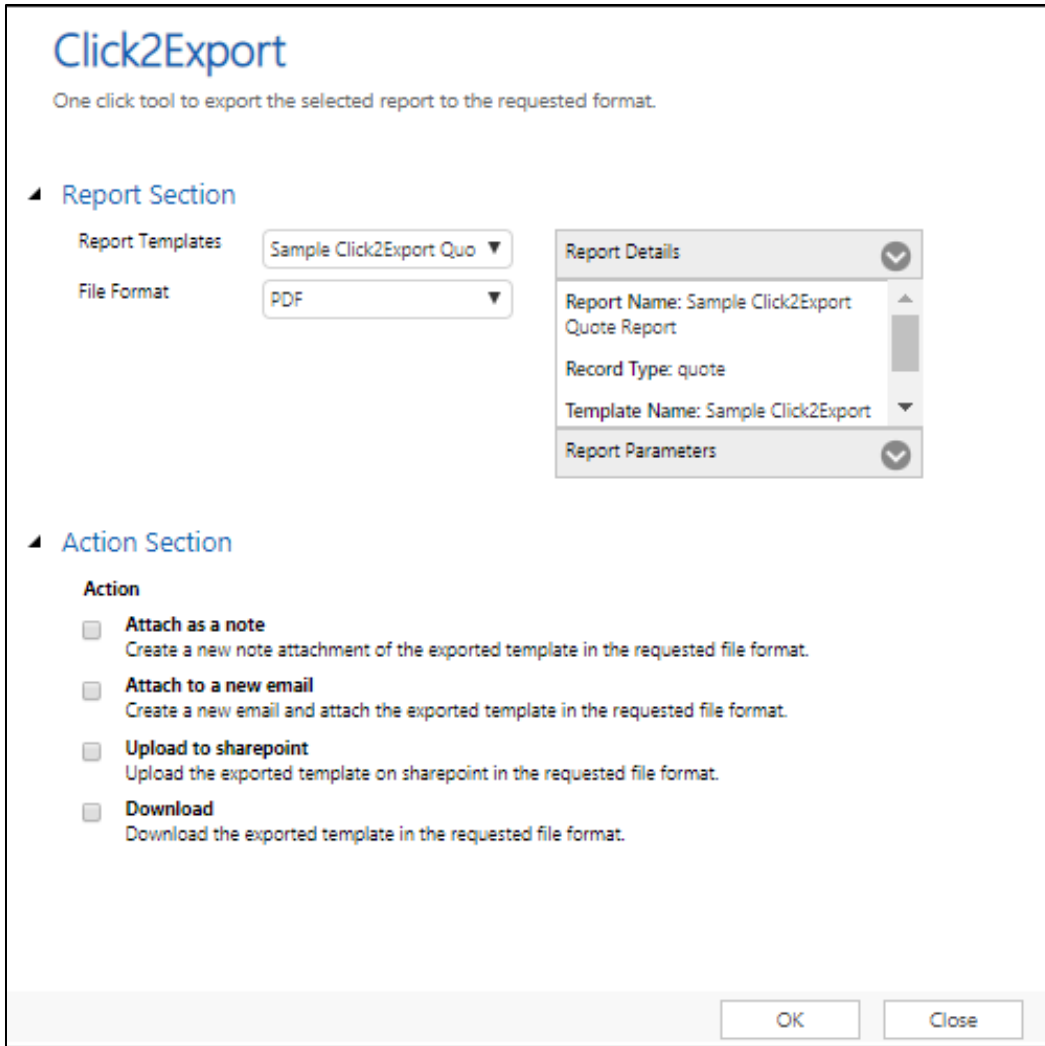 Click2Export
One click tool to export the selected report to the requested format.
Report Section
Report Templates
Sample Click2Export Quo
File Format
PDF
Report Details
Report Name: Sample Click2Export
Quote Report
Record Type: quote
Template Name: Sample Click2Export
Report Parameters
Action Section
Action
Attach as a note
Create a new note attachment of the exported template in the requested file format.
Attach to a new email
Create a new email and attach the exported template in the requested file format.
Upload to sharepoint
Upload the exported template on sharepoint in the requested file format.
Download
Download the exported template in the requested file format.
OK
Close